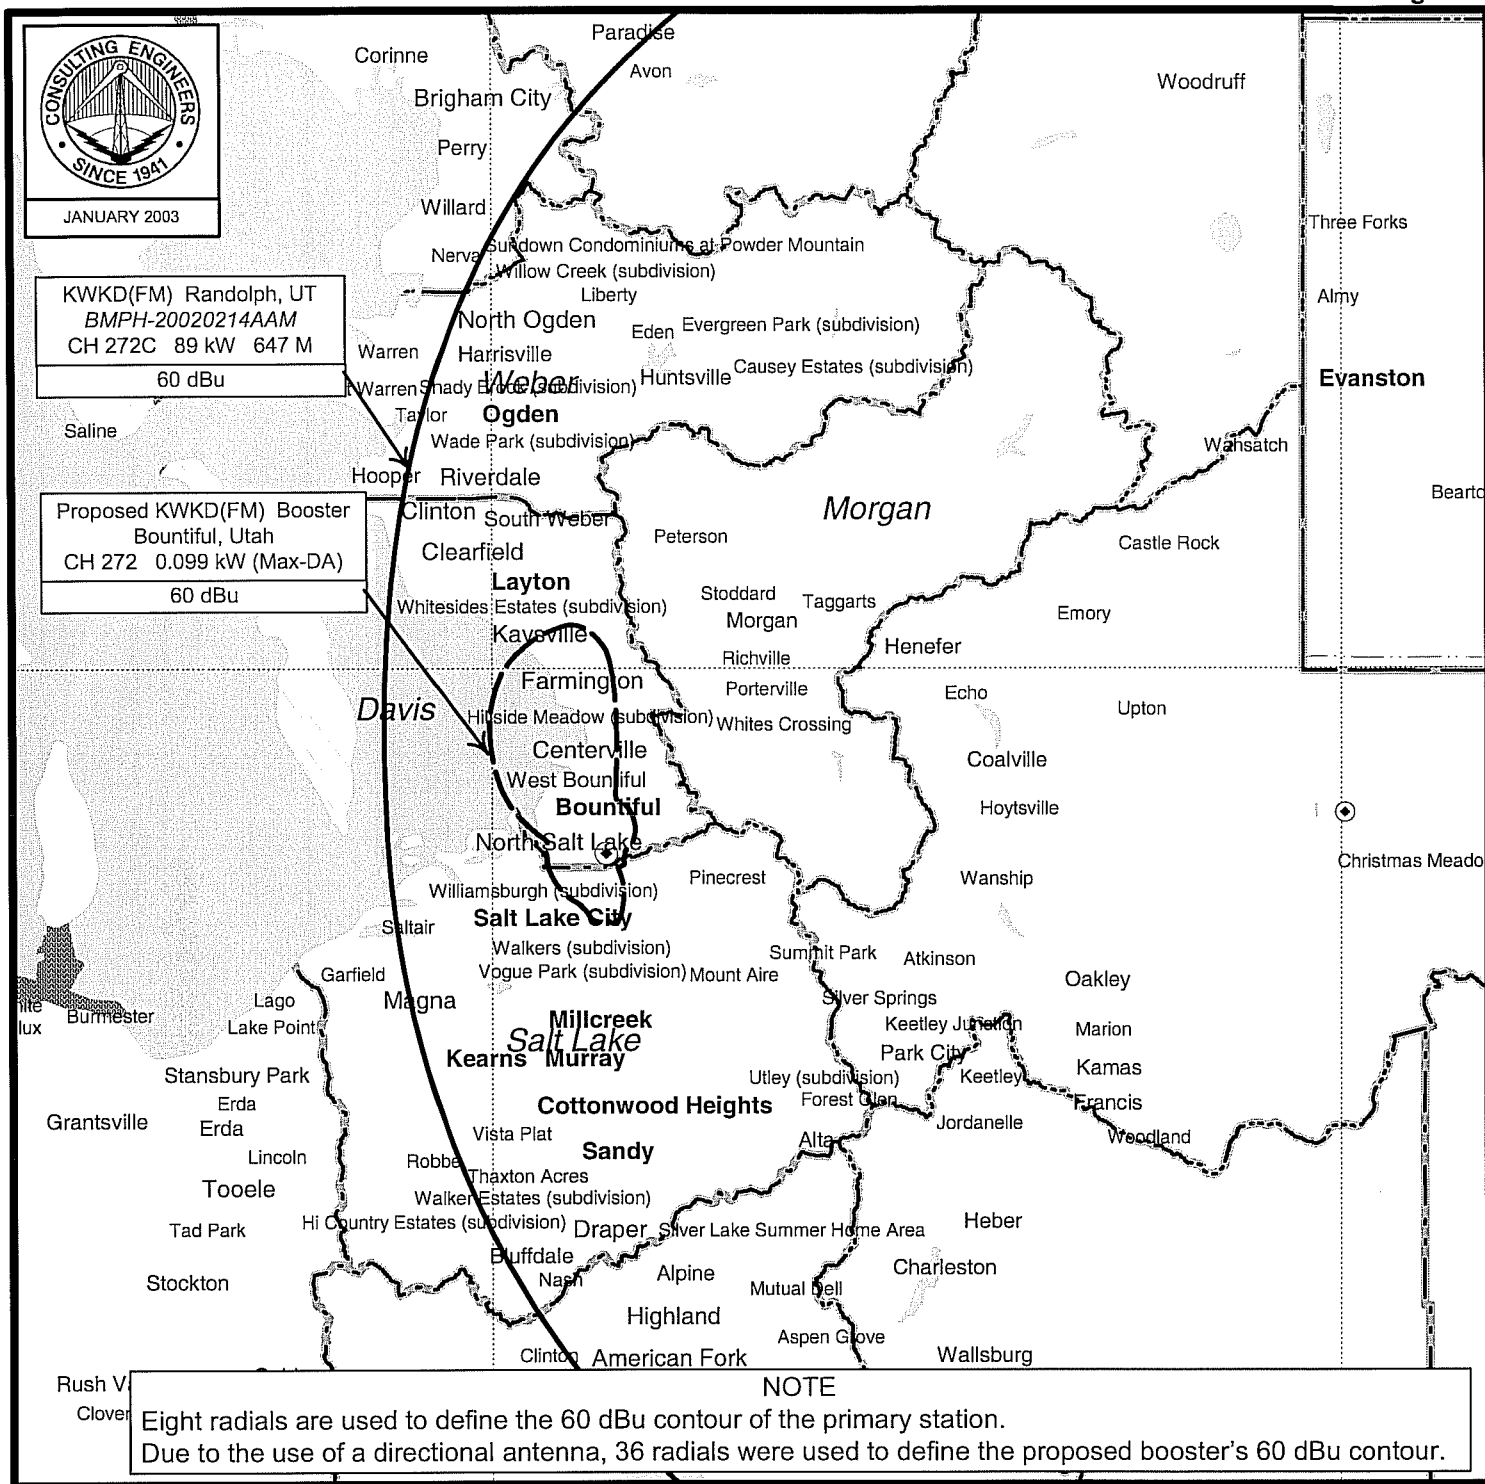 CONSULTING ENGINEERS
SINCE 1941
JANUARY 2003
Paradise
Corinne
Avon
Woodruff
Brigham City
Perry
Willard
Three Forks
Sundown Condominiums at Powder Mountain
Nerva
Willow Creek (subdivision)
Liberty
Almy
KWKD(FM) Randolph, UT
BMPH-20020214AAM
CH 272C 89 kW 647 M
60 dBu
North Ogden
Eden
Evergreen Park (subdivision)
Warren
Harrisville
Causey Estates (subdivision)
Huntsville
Evanston
t Warren
Shady Brook (subdivision)
Weber
Taylor
Ogden
Saline
Wade Park (subdivision)
Wahsatch
Hooper
Riverdale
Beartc
Proposed KWKD(FM) Booster
Bountiful, Utah
CH 272 0.099 kW (Max-DA)
60 dBu
Clinton
South Weber
Morgan
Peterson
Castle Rock
Clearfield
Layton
Stoddard
Taggarts
Whitesides Estates (subdivision)
Morgan
Emory
Kaysville
Henefer
Richville
Farmington
Porterville
Echo
Davis
Upton
Hillside Meadow (subdivision)
Whites Crossing
Centerville
Coalville
West Bountiful
Bountiful
Hoytsville
North Salt Lake
Christmas Meado
Pinecrest
Wanship
Williamsburgh (subdivision)
Salt Lake City
Saltair
Walkers (subdivision)
Summit Park
Atkinson
Garfield
Vogue Park (subdivision)
Mount Aire
Oakley
Lago
Magna
Silver Springs
nite
lux
Burmester
Lake Point
Millcreek
Salt Lake
Keetley Junction
Marion
Kearns
Murray
Park City
Kamas
Stansbury Park
Utley (subdivision)
Keetley
Erda
Cottonwood Heights
Forest Glen
Francis
Grantsville
Erda
Vista Plat
Jordanelle
Woodland
Lincoln
Robbe
Sandy
Alta
Tooele
Thaxton Acres
Walker Estates (subdivision)
Tad Park
Hi Country Estates (subdivision)
Draper
Silver Lake Summer Home Area
Heber
Bluffdale
Stockton
Nash
Alpine
Mutual Dell
Charleston
Highland
Aspen Glove
Clinton
American Fork
Wallsburg
Rush V
Clover
NOTE
Eight radials are used to define the 60 dBu contour of the primary station.
Due to the use of a directional antenna, 36 radials were used to define the proposed booster's 60 dBu contour.